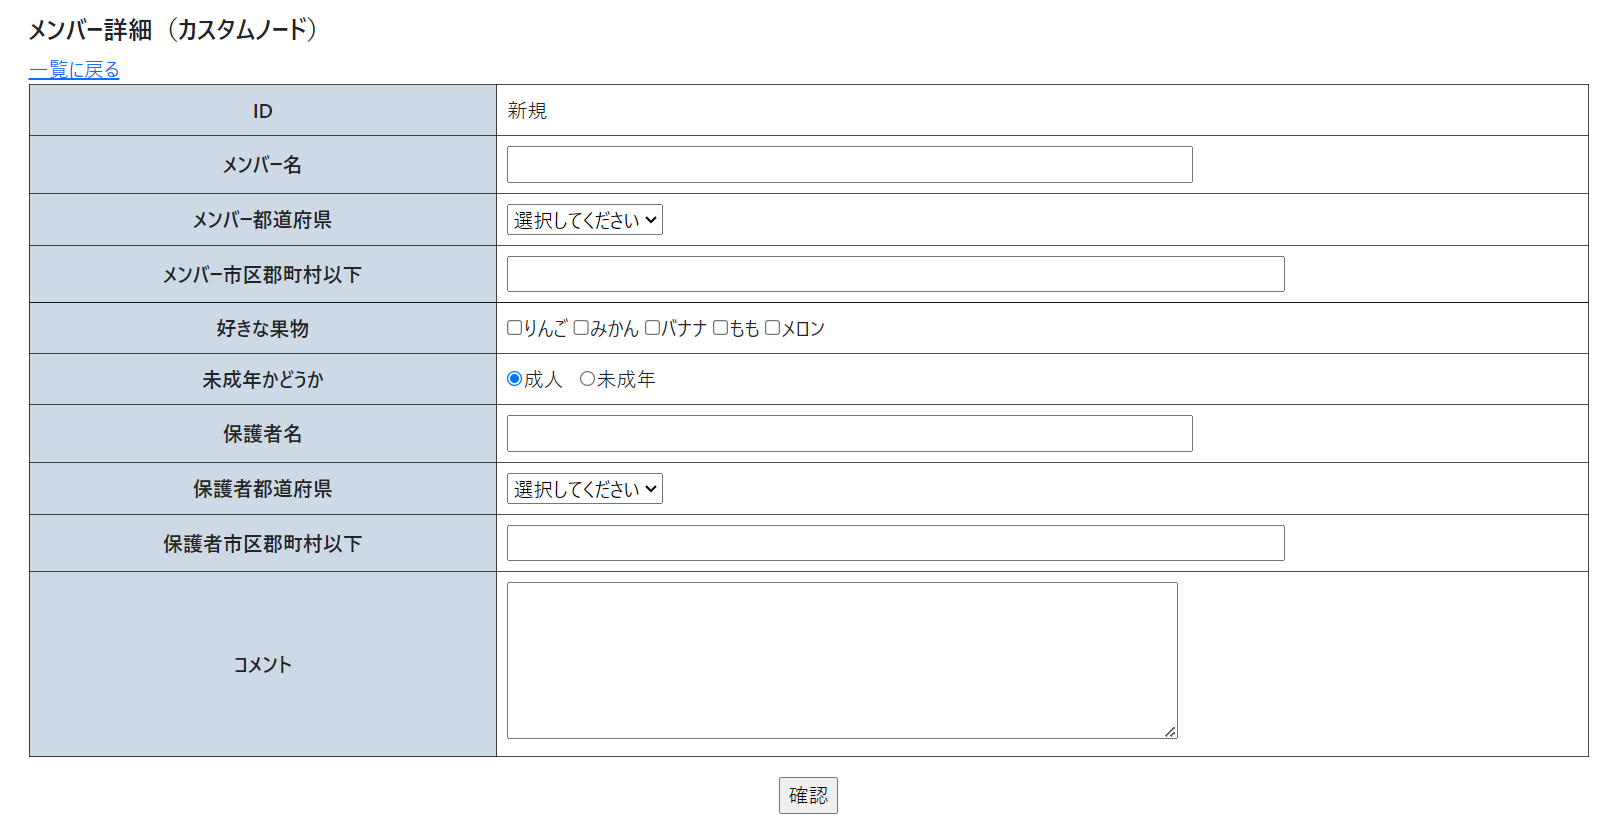 メンバー詳細（カスタムノード）
一覧に戻る
ID 新規
メンバー名
メンバー都道府県 選択してください
メンバー市区郡町村以下
好きな果物 りんご みかん バナナ もも メロン
未成年かどうか 成人 未成年
保護者名
保護者都道府県 選択してください
保護者市区郡町村以下
コメント
確認